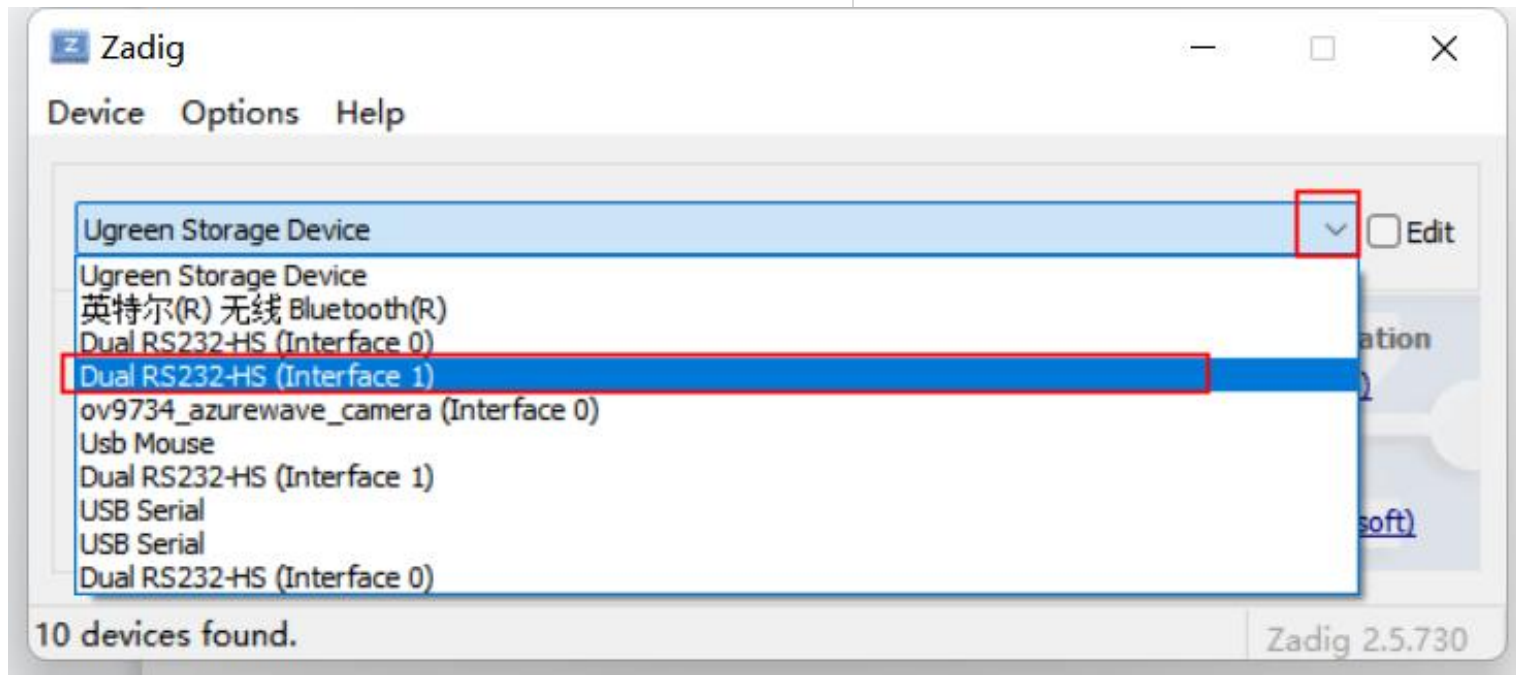 Zadig
Device Options Help
Ugreen Storage Device
Edit
Ugreen Storage Device
英特尔(R) 无线 Bluetooth(R)
Dual RS232-HS (Interface 0)
ation
Dual RS232-HS (Interface 1)
)
ov9734_azurewave_camera (Interface 0)
Usb Mouse
Dual RS232-HS (Interface 1)
USB Serial
soft)
USB Serial
Dual RS232-HS (Interface 0)
10 devices found.
Zadig 2.5.730